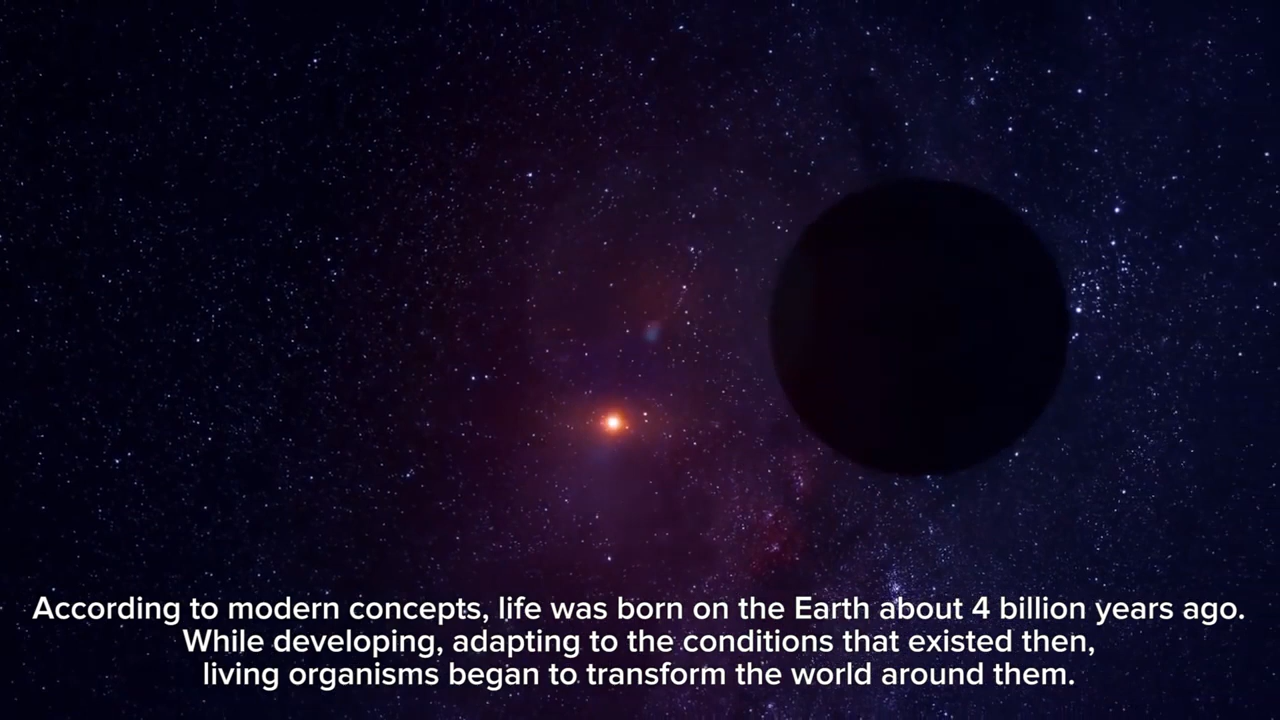 According to modern concepts, life was born on the Earth about 4 billion years ago.
While developing, adapting to the conditions that existed then,
living organisms began to transform the world around them.